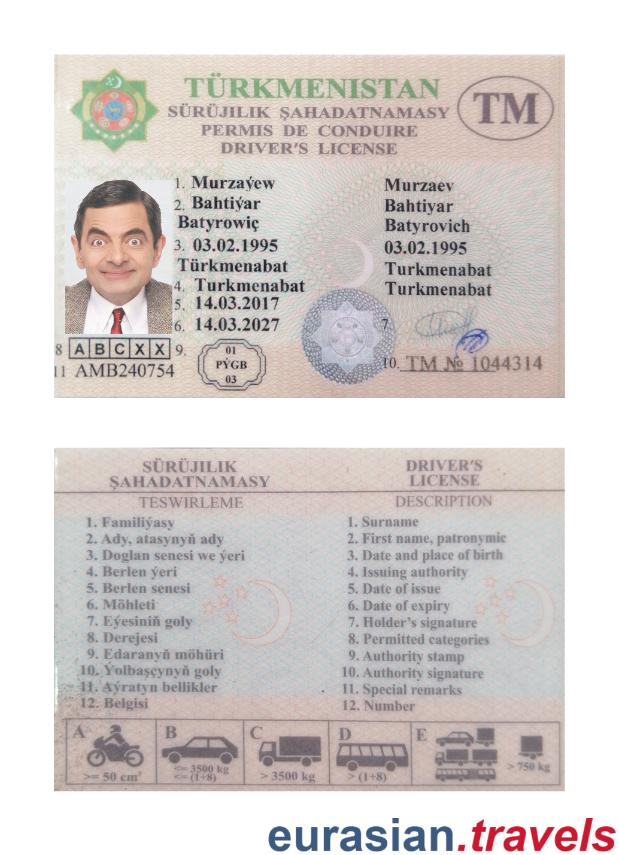 TÜRKMENISTAN
SÜRÜJILIK ŞAHADATNAMASY
PERMIS DE CONDUIRE
DRIVER'S LICENSE
TM
1. Murzaýew Murzaev
2. Bahtiýar Bahtiyar
Batyrowiç Batyrovich
3. 03.02.1995 03.02.1995
Türkmenabat Turkmenabat
4. Turkmenabat Turkmenabat
5. 14.03.2017
6. 14.03.2027 7.
8 A B C X X 9. 01
PÝGB
03
10. TM № 1044314
11 AMB240754
SÜRÜJILIK DRIVER'S
ŞAHADATNAMASY LICENSE
TESWIRLEME DESCRIPTION
1. Familiýasy 1. Surname
2. Ady, atasynyň ady 2. First name, patronymic
3. Doglan senesi we ýeri 3. Date and place of birth
4. Berlen ýeri 4. Issuing authority
5. Berlen senesi 5. Date of issue
6. Möhleti 6. Date of expiry
7. Eýesiniň goly 7. Holder's signature
8. Derejesi 8. Permitted categories
9. Edaranyň möhüri 9. Authority stamp
10. Ýolbaşçynyň goly 10. Authority signature
11. Aýratyn bellikler 11. Special remarks
12. Belgisi 12. Number
A B C D E
>= 50 cm³ <= 3500 kg > 3500 kg > (1+8) > 750 kg
<= (1+8)
eurasian.travels